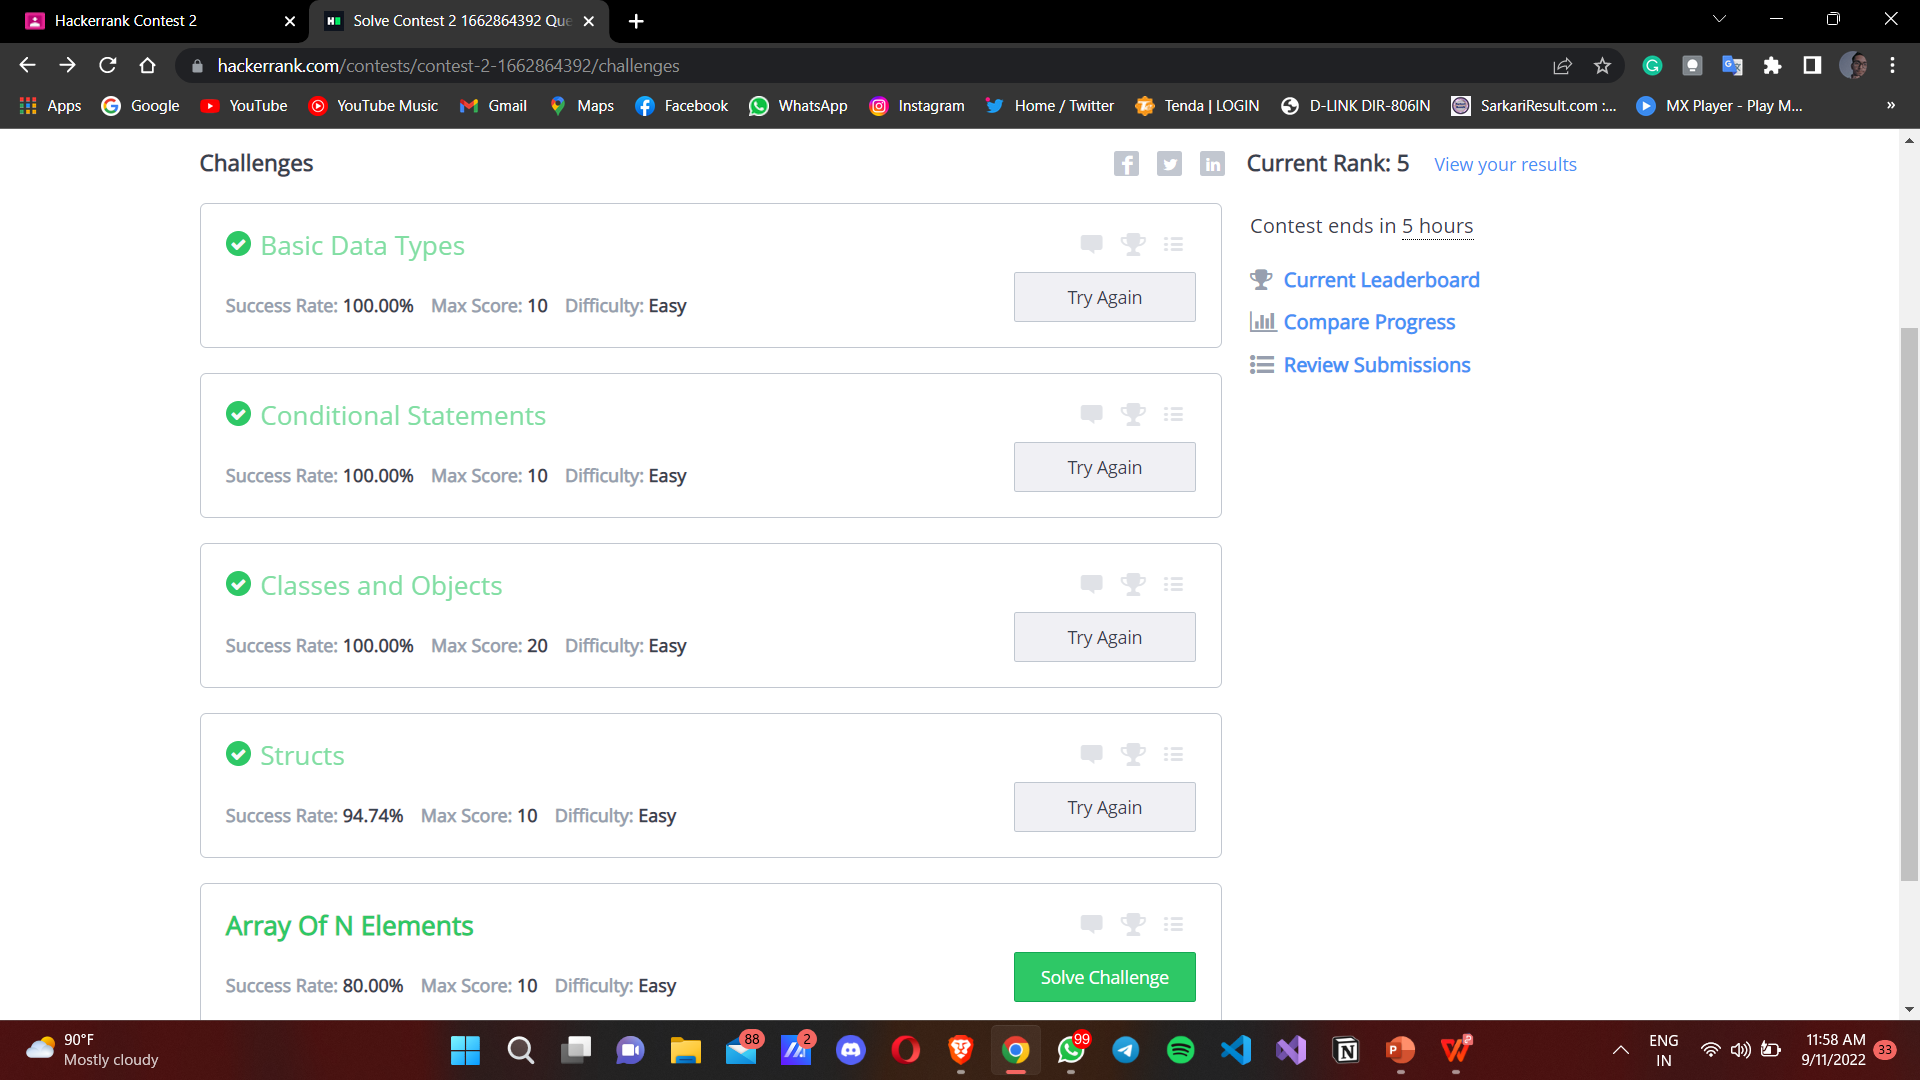 Hackerrank Contest 2
Solve Contest 2 1662864392 Que
hackerrank.com/contests/contest-2-1662864392/challenges
Apps Google YouTube YouTube Music Gmail Maps Facebook WhatsApp Instagram Home / Twitter Tenda | LOGIN D-LINK DIR-806IN SarkariResult.com :... MX Player - Play M... »
Challenges
Current Rank: 5 View your results
Contest ends in 5 hours
Current Leaderboard
Compare Progress
Review Submissions
Basic Data Types
Try Again
Success Rate: 100.00% Max Score: 10 Difficulty: Easy
Conditional Statements
Try Again
Success Rate: 100.00% Max Score: 10 Difficulty: Easy
Classes and Objects
Try Again
Success Rate: 100.00% Max Score: 20 Difficulty: Easy
Structs
Try Again
Success Rate: 94.74% Max Score: 10 Difficulty: Easy
Array Of N Elements
Solve Challenge
Success Rate: 80.00% Max Score: 10 Difficulty: Easy
90°F
Mostly cloudy
88
2
99
2
ENG
IN
11:58 AM
9/11/2022
33